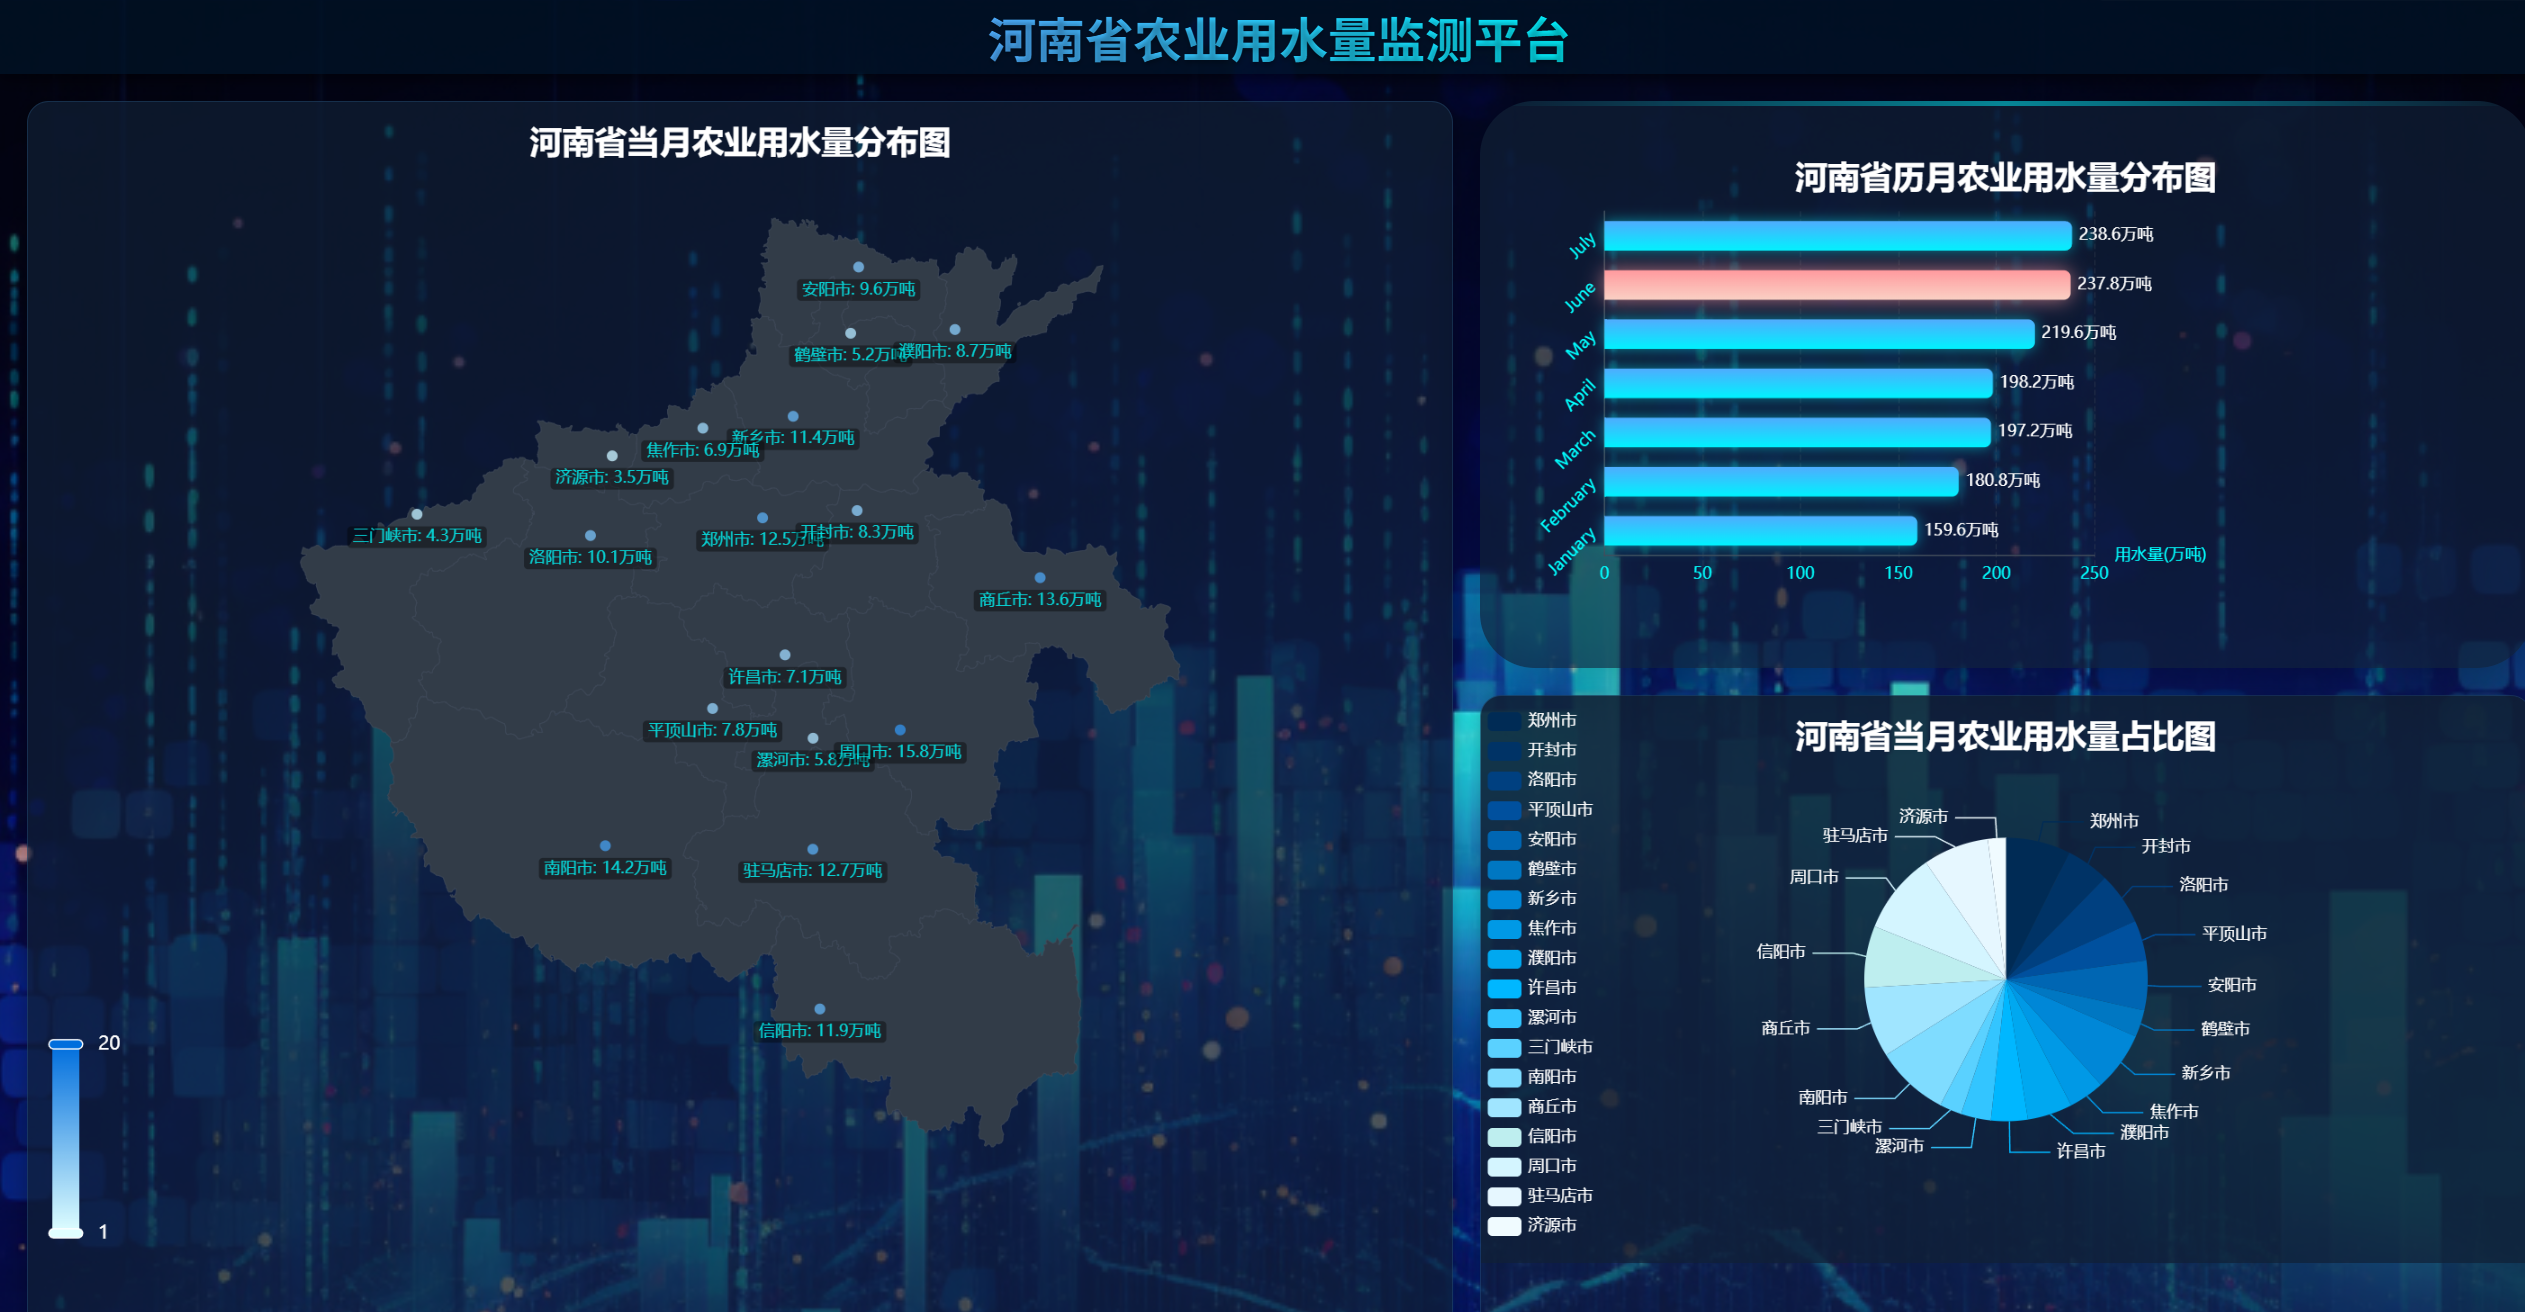 河南省农业用水量监测平台
河南省当月农业用水量分布图
安阳市: 9.6万吨
鹤壁市: 5.2万吨
濮阳市: 8.7万吨
新乡市: 11.4万吨
焦作市: 6.9万吨
济源市: 3.5万吨
三门峡市: 4.3万吨
洛阳市: 10.1万吨
郑州市: 12.5万吨
开封市: 8.3万吨
商丘市: 13.6万吨
许昌市: 7.1万吨
平顶山市: 7.8万吨
漯河市: 5.8万吨
周口市: 15.8万吨
南阳市: 14.2万吨
驻马店市: 12.7万吨
信阳市: 11.9万吨
20
1
河南省历月农业用水量分布图
July
238.6万吨
June
237.8万吨
May
219.6万吨
April
198.2万吨
March
197.2万吨
February
180.8万吨
January
159.6万吨
用水量(万吨)
0 50 100 150 200 250
河南省当月农业用水量占比图
郑州市
开封市
洛阳市
平顶山市
安阳市
鹤壁市
新乡市
焦作市
濮阳市
许昌市
漯河市
三门峡市
南阳市
商丘市
信阳市
周口市
驻马店市
济源市
郑州市
开封市
洛阳市
平顶山市
安阳市
鹤壁市
新乡市
焦作市
濮阳市
许昌市
漯河市
三门峡市
南阳市
商丘市
信阳市
周口市
驻马店市
济源市